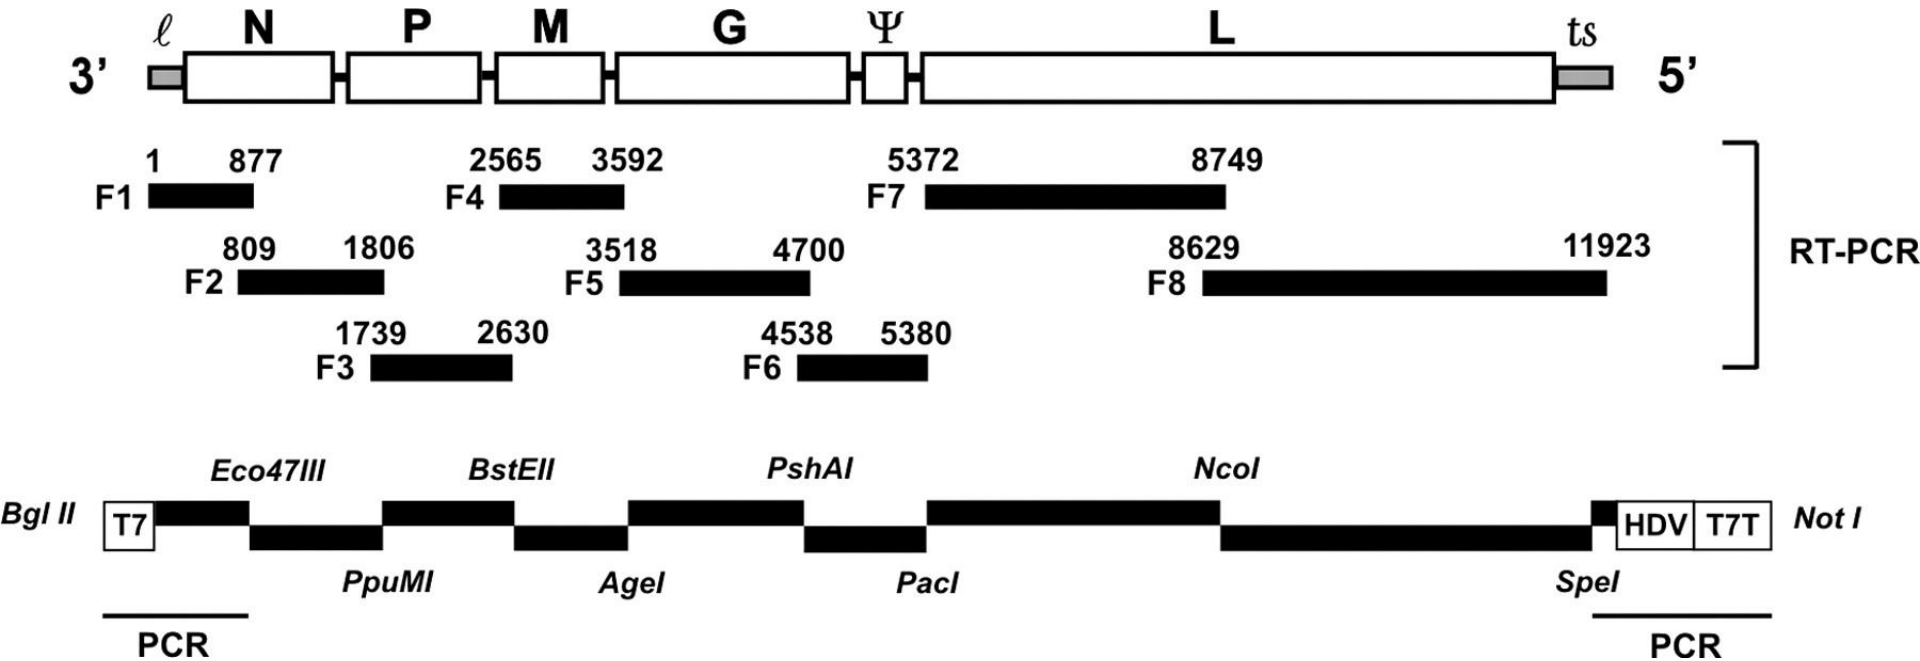 ℓ N P M G Ψ L ts
3’ 5’
1 877 2565 3592 5372 8749
F1 F4 F7
809 1806 3518 4700 8629 11923
F2 F5 F8 RT-PCR
1739 2630 4538 5380
F3 F6
Eco47III BstEII PshAI NcoI
Bgl II T7 HDV T7T Not I
PpuMI AgeI PacI SpeI
PCR PCR